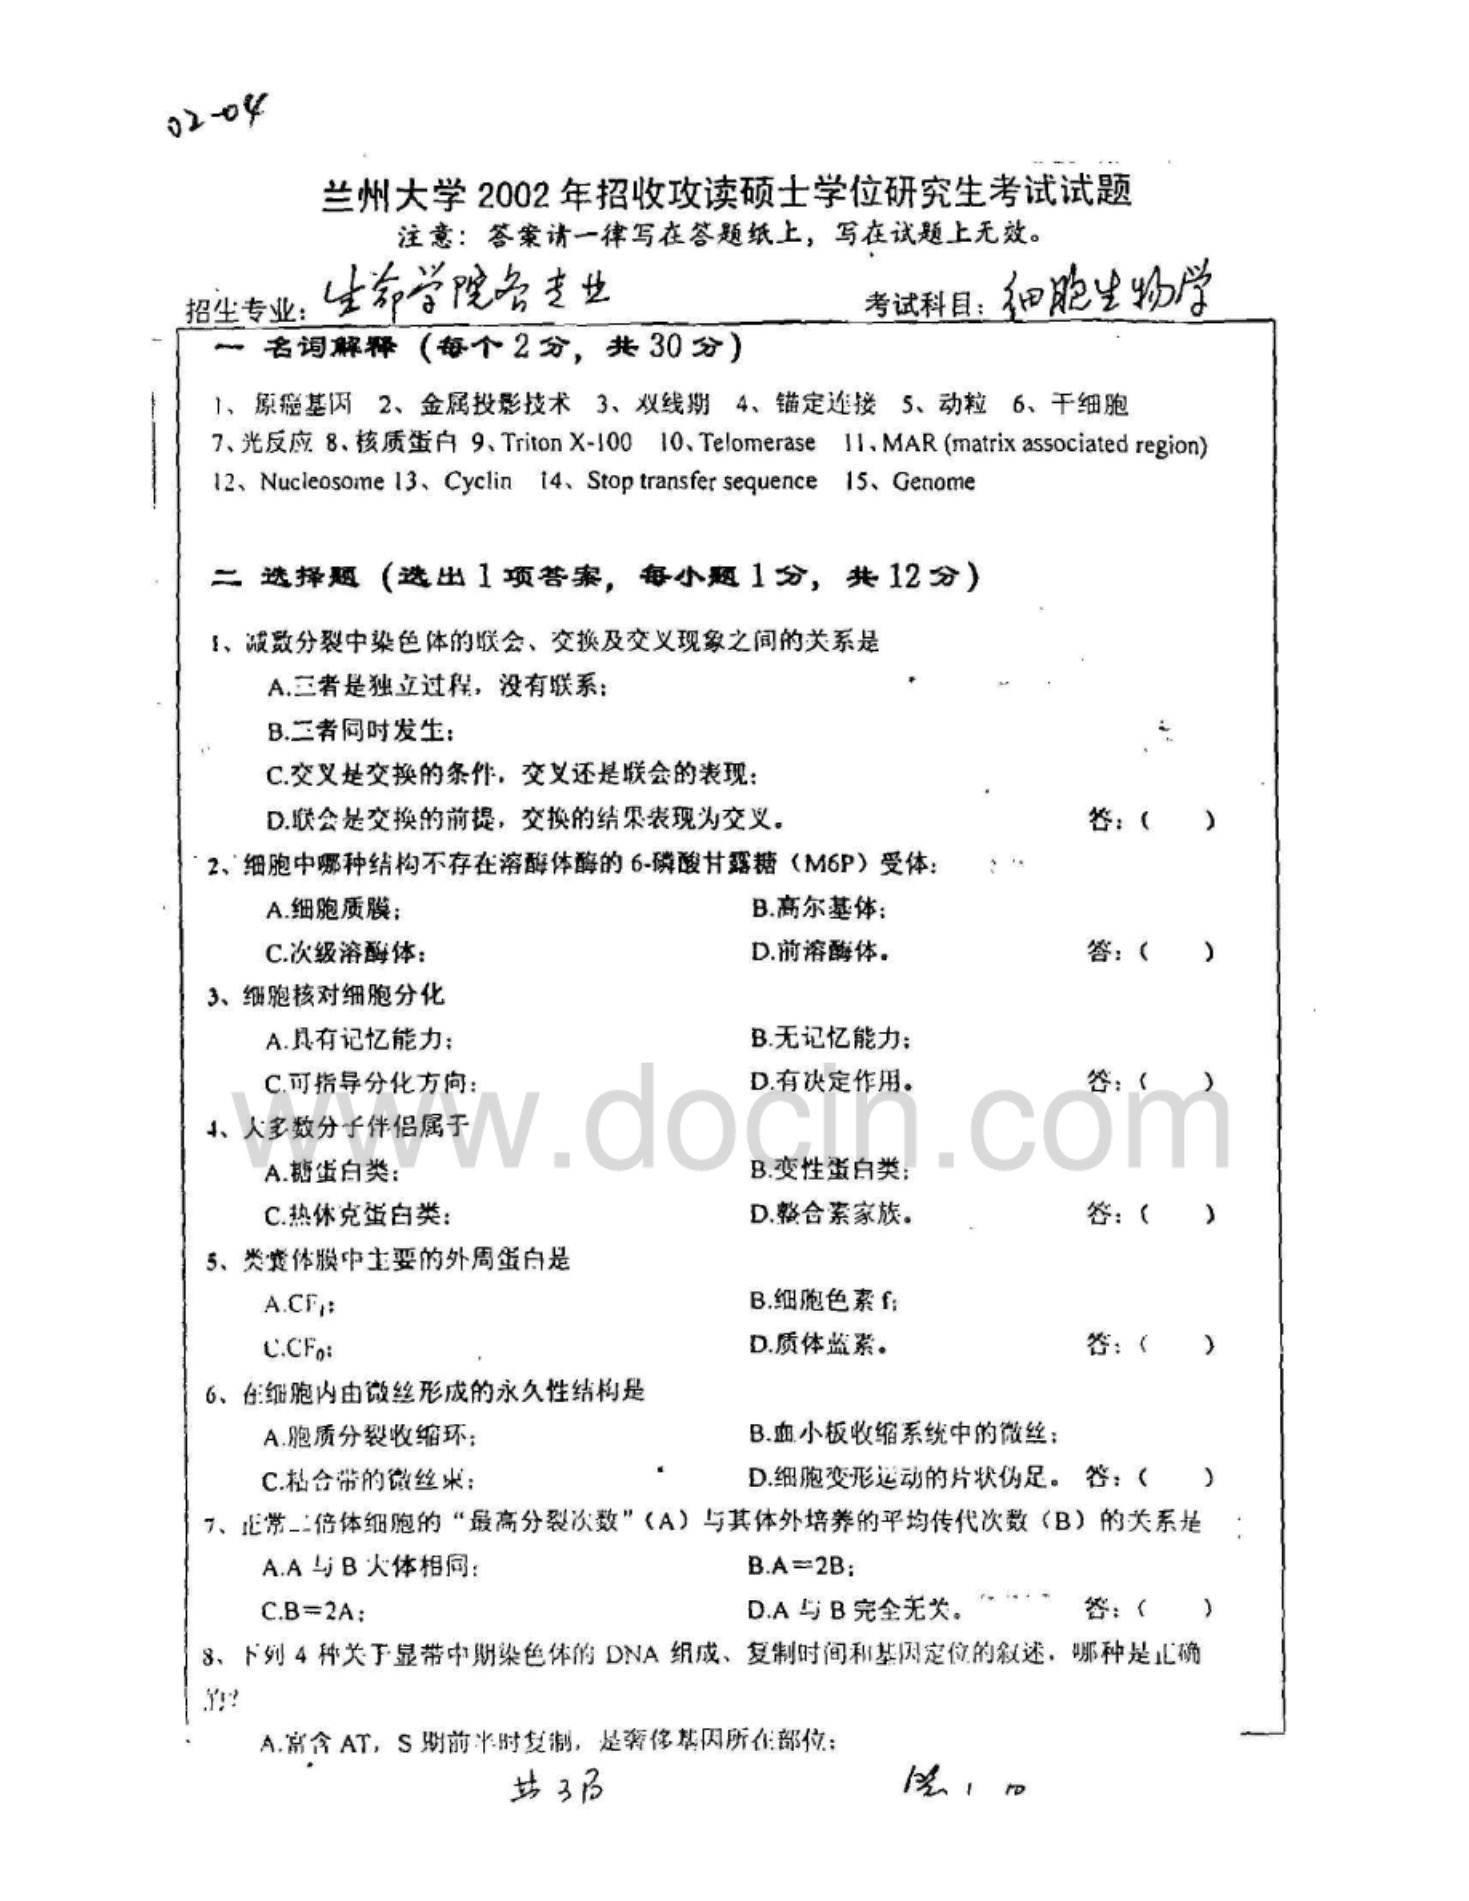 02-04
兰州大学 2002 年招收攻读硕士学位研究生考试试题
注意：答案请一律写在答题纸上，写在试题上无效。
招生专业：生命学院各专业 考试科目：细胞生物学
一 名词解释（每个 2 分，共 30 分）
1、原癌基因 2、金属投影技术 3、双线期 4、锚定连接 5、动粒 6、干细胞
7、光反应 8、核质蛋白 9、Triton X-100 10、Telomerase 11、MAR (matrix associated region)
12、Nucleosome 13、Cyclin 14、Stop transfer sequence 15、Genome
二 选择题（选出 1 项答案，每小题 1 分，共 12 分）
1、减数分裂中染色体的联会、交换及交叉现象之间的关系是
A.三者是独立过程，没有联系；
B.三者同时发生；
C.交叉是交换的条件，交叉还是联会的表现；
D.联会是交换的前提，交换的结果表现为交叉。 答：（ ）
2、细胞中哪种结构不存在溶酶体酶的 6-磷酸甘露糖（M6P）受体：
A.细胞质膜； B.高尔基体；
C.次级溶酶体； D.前溶酶体。 答：（ ）
3、细胞核对细胞分化
A.具有记忆能力； B.无记忆能力；
C.可指导分化方向； D.有决定作用。 答：（ ）
4、大多数分子伴侣属于
A.糖蛋白类； B.变性蛋白类；
C.热休克蛋白类； D.整合素家族。 答：（ ）
5、类囊体膜中主要的外周蛋白是
A.CF₁； B.细胞色素 f；
C.CF₀； D.质体蓝素。 答：（ ）
6、在细胞内由微丝形成的永久性结构是
A.胞质分裂收缩环； B.血小板收缩系统中的微丝；
C.粘合带的微丝束； D.细胞变形运动的片状伪足。 答：（ ）
7、正常二倍体细胞的“最高分裂次数”（A）与其体外培养的平均传代次数（B）的关系是
A.A 与 B 大体相同； B.A＝2B；
C.B＝2A； D.A 与 B 完全无关。 答：（ ）
8、下列 4 种关于显带中期染色体的 DNA 组成、复制时间和基因定位的叙述，哪种是正确
的？
A.富含 AT，S 期前半时复制，是奢侈基因所在部位；
共 3 页 1
www.docin.com